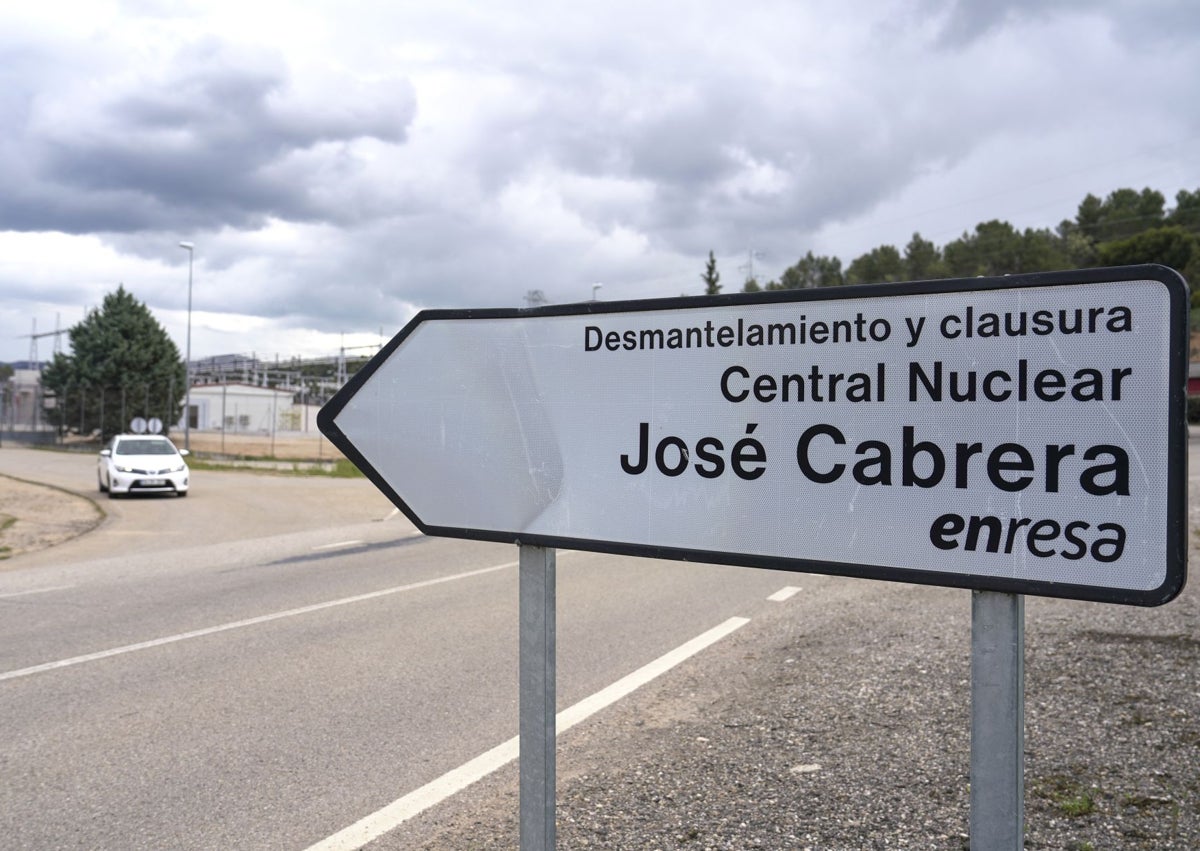 Desmantelamiento y clausura
Central Nuclear
José Cabrera
enresa